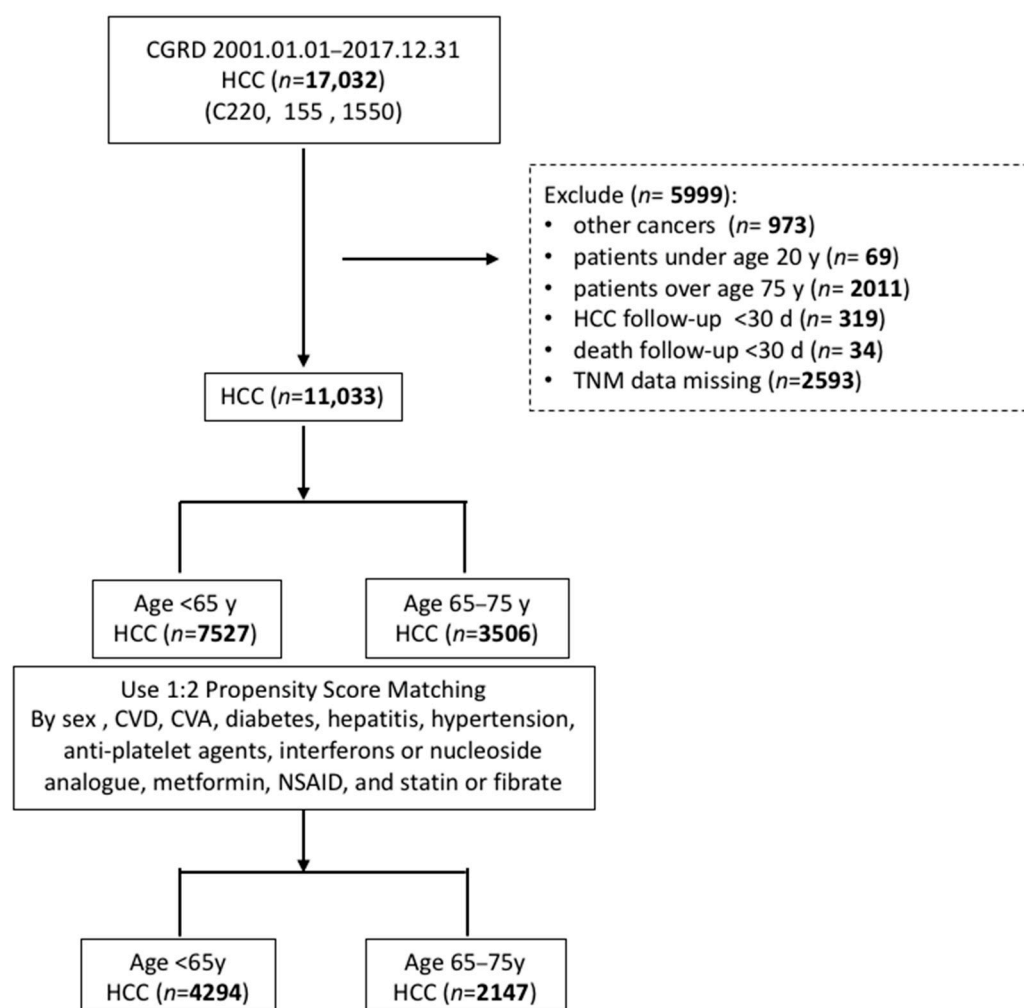 CGRD 2001.01.01–2017.12.31
HCC (n=17,032)
(C220, 155 , 1550)
Exclude (n= 5999):
• other cancers (n= 973)
• patients under age 20 y (n= 69)
• patients over age 75 y (n= 2011)
• HCC follow-up <30 d (n= 319)
• death follow-up <30 d (n= 34)
• TNM data missing (n=2593)
HCC (n=11,033)
Age <65 y
HCC (n=7527)
Age 65–75 y
HCC (n=3506)
Use 1:2 Propensity Score Matching
By sex , CVD, CVA, diabetes, hepatitis, hypertension,
anti-platelet agents, interferons or nucleoside
analogue, metformin, NSAID, and statin or fibrate
Age <65y
HCC (n=4294)
Age 65–75y
HCC (n=2147)